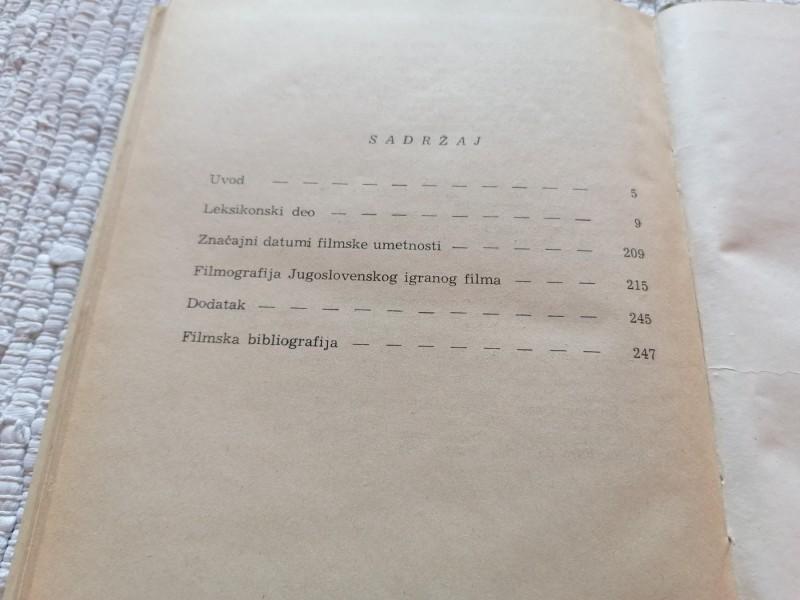 SADRŽAJ
Uvod — — — — — — — — — — — 5
Leksikonski deo — — — — — — — — — 9
Značajni datumi filmske umetnosti — — — — — 209
Filmografija Jugoslovenskog igranog filma — — — 215
Dodatak — — — — — — — — — — — 245
Filmska bibliografija — — — — — — — — 247